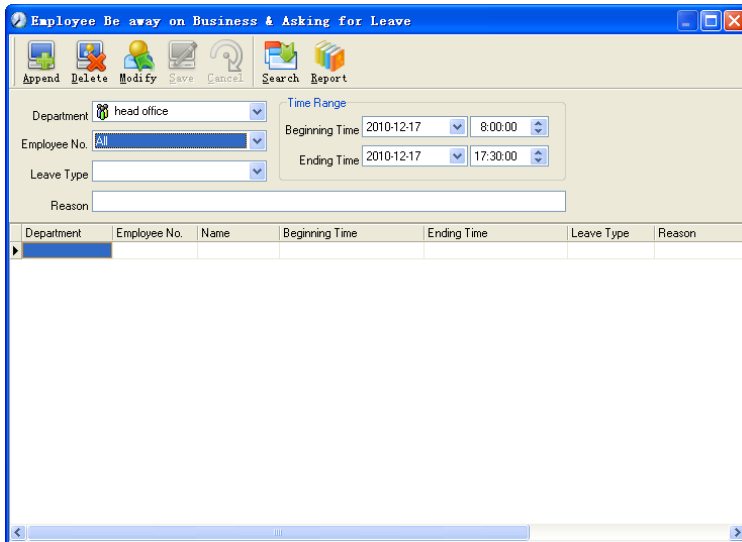 Employee Be away on Business & Asking for Leave
Append Delete Modify Save Cancel Search Report
Department head office
Employee No. All
Leave Type
Reason
Time Range
Beginning Time 2010-12-17 8:00:00
Ending Time 2010-12-17 17:30:00
Department Employee No. Name Beginning Time Ending Time Leave Type Reason